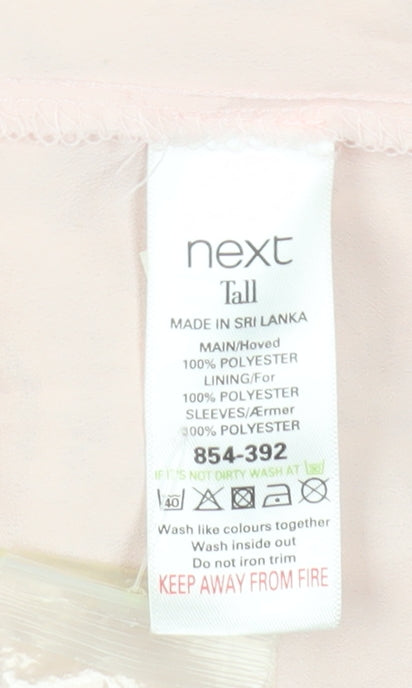 next
Tall
MADE IN SRI LANKA
MAIN/Hoved
100% POLYESTER
LINING/For
100% POLYESTER
SLEEVES/Ærmer
100% POLYESTER
854-392
IF IT'S NOT DIRTY WASH AT 30
40
Wash like colours together
Wash inside out
Do not iron trim
KEEP AWAY FROM FIRE